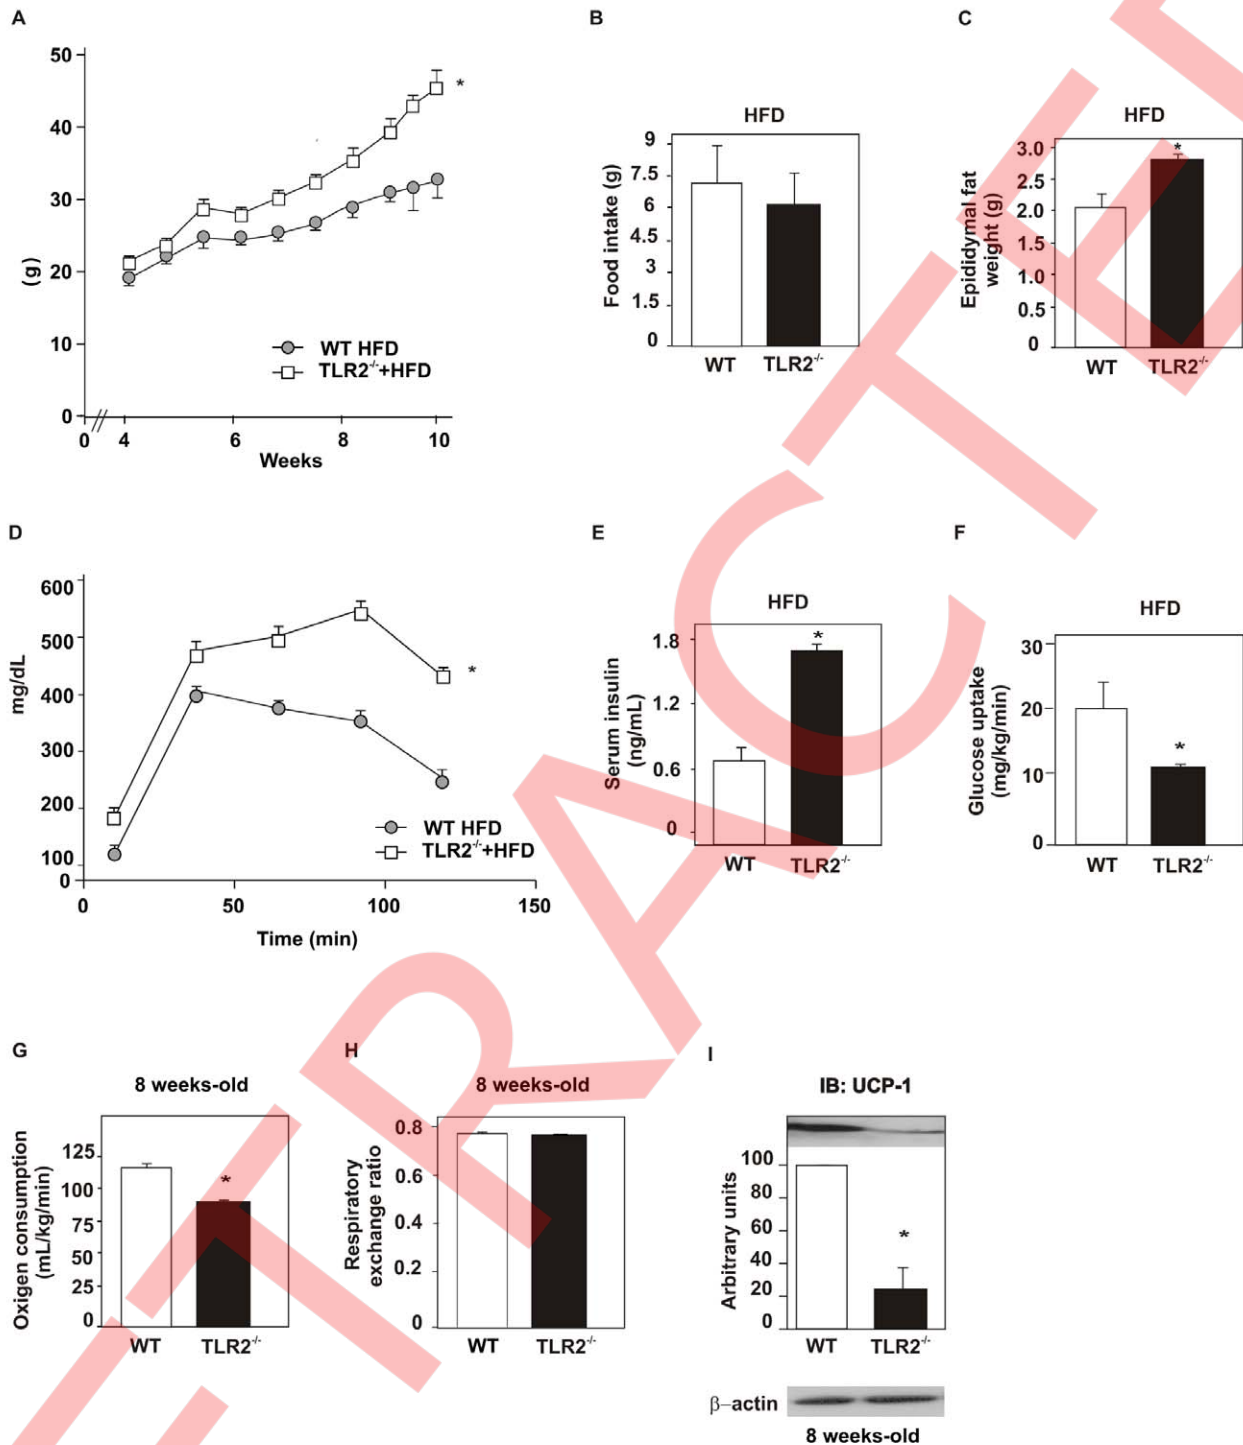 A
50
40
30
20
10
0
(g)
0 4 6 8 10
Weeks
WT HFD
TLR2-/-+HFD
B
HFD
Food intake (g)
9
7.5
6
4.5
3
1.5
0
WT TLR2-/-
C
HFD
Epididymal fat
weight (g)
3.0
2.5
2.0
1.5
1.0
0.5
0
*
WT TLR2-/-
*
D
mg/dL
600
500
400
300
200
100
0
0 50 100 150
Time (min)
WT HFD
TLR2-/-+HFD
*
E
HFD
Serum insulin
(ng/mL)
1.8
1.2
0.6
0
*
WT TLR2-/-
F
HFD
Glucose uptake
(mg/kg/min)
30
20
10
0
*
WT TLR2-/-
G
8 weeks-old
Oxigen consumption
(mL/kg/min)
125
100
75
50
25
0
*
WT TLR2-/-
H
8 weeks-old
Respiratory
exchange ratio
0.8
0.6
0.4
0.2
0
WT TLR2-/-
I
IB: UCP-1
Arbitrary units
100
80
60
40
20
0
*
WT TLR2-/-
β–actin
8 weeks-old